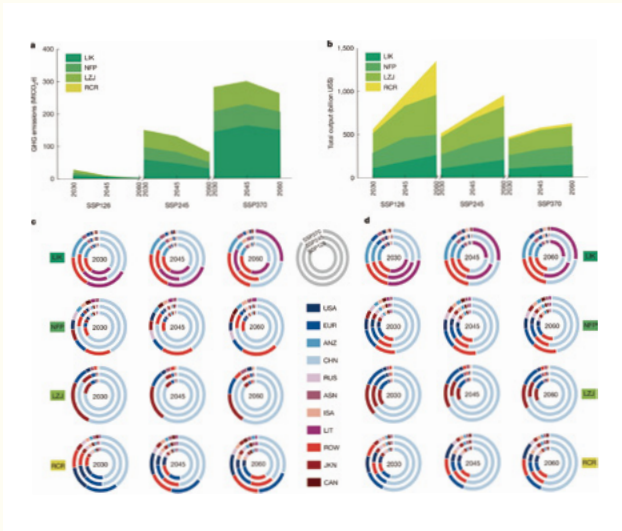 a
400
300
200
100
0
GHG emissions (MtCO2e)
LIK
NFP
LZJ
RCR
2030
2045
2060
2030
2045
2060
2030
2045
2060
SSP126
SSP245
SSP370
b
1,500
1,000
500
0
Total output (billion US$)
LIK
NFP
LZJ
RCR
2030
2045
2060
2030
2045
2060
2030
2045
2060
SSP126
SSP245
SSP370
c
LIK
2030
2045
2060
NFP
2030
2045
2060
LZJ
2030
2045
2060
RCR
2030
2045
2060
SSP370
SSP245
SSP126
USA
EUR
ANZ
CHN
RUS
ASN
ISA
LIT
ROW
JKN
CAN
d
2030
2045
2060
LIK
2030
2045
2060
NFP
2030
2045
2060
LZJ
2030
2045
2060
RCR